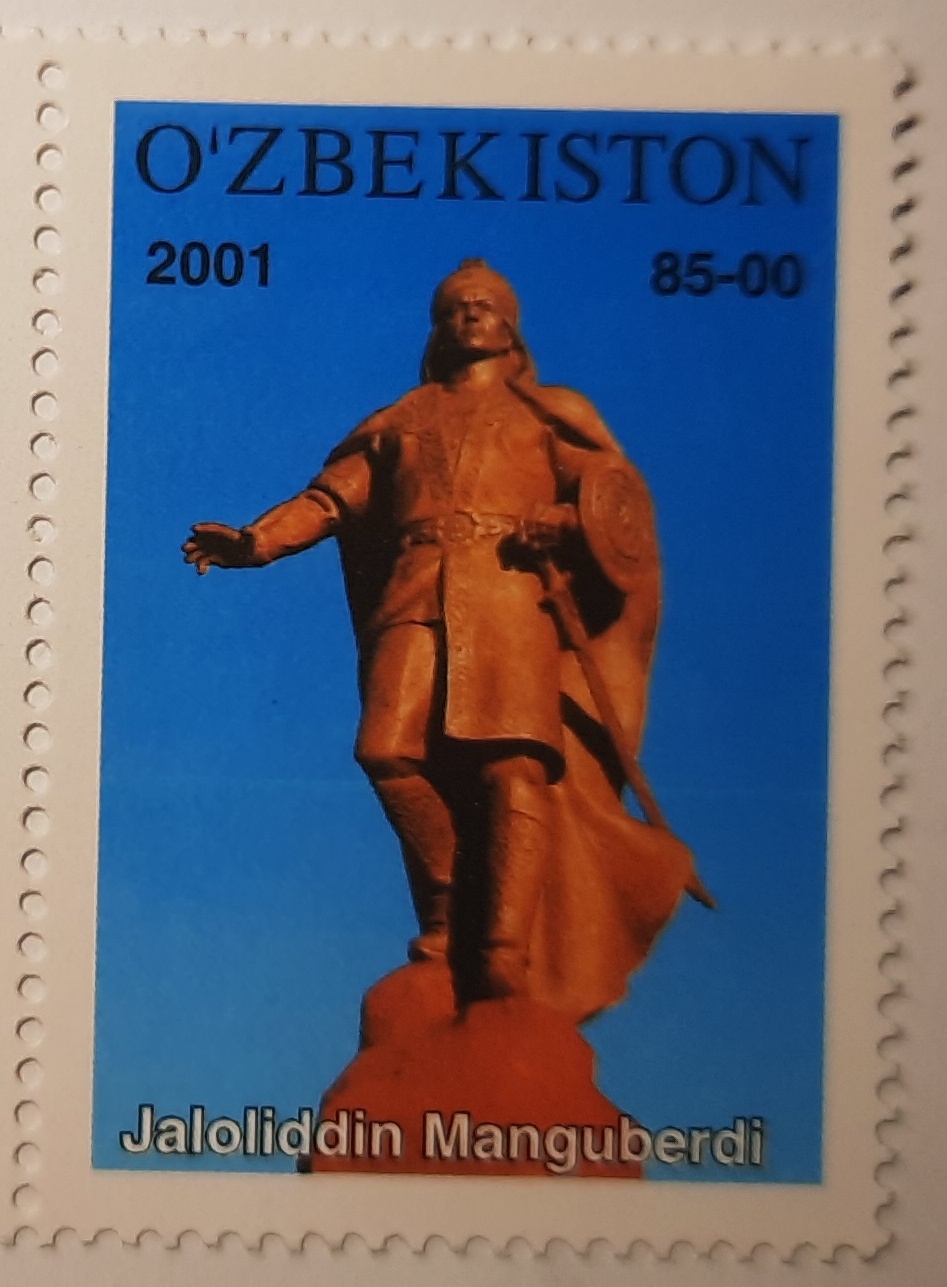 O'ZBEKISTON
2001 85-00
Jaloliddin Manguberdi